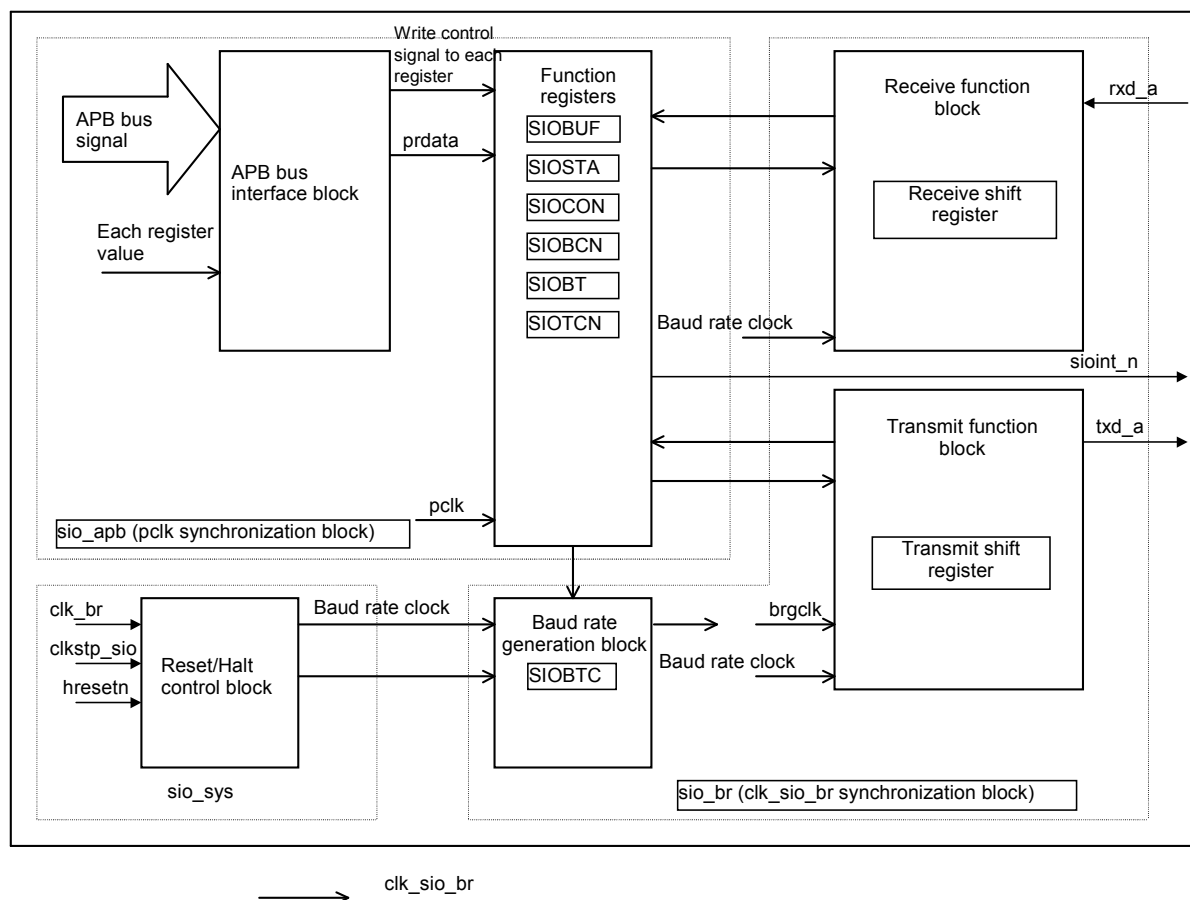 Write control
signal to each
register
APB bus
signal
APB bus
interface block
prdata
Each register
value
Function
registers
SIOBUF
SIOSTA
SIOCON
SIOBCN
SIOBT
SIOTCN
Receive function
block
rxd_a
Receive shift
register
Baud rate clock
sioint_n
Transmit function
block
txd_a
pclk
sio_apb (pclk synchronization block)
Transmit shift
register
clk_br
clkstp_sio
hresetn
Reset/Halt
control block
sio_sys
Baud rate clock
Baud rate
generation block
SIOBTC
brgclk
Baud rate clock
sio_br (clk_sio_br synchronization block)
clk_sio_br